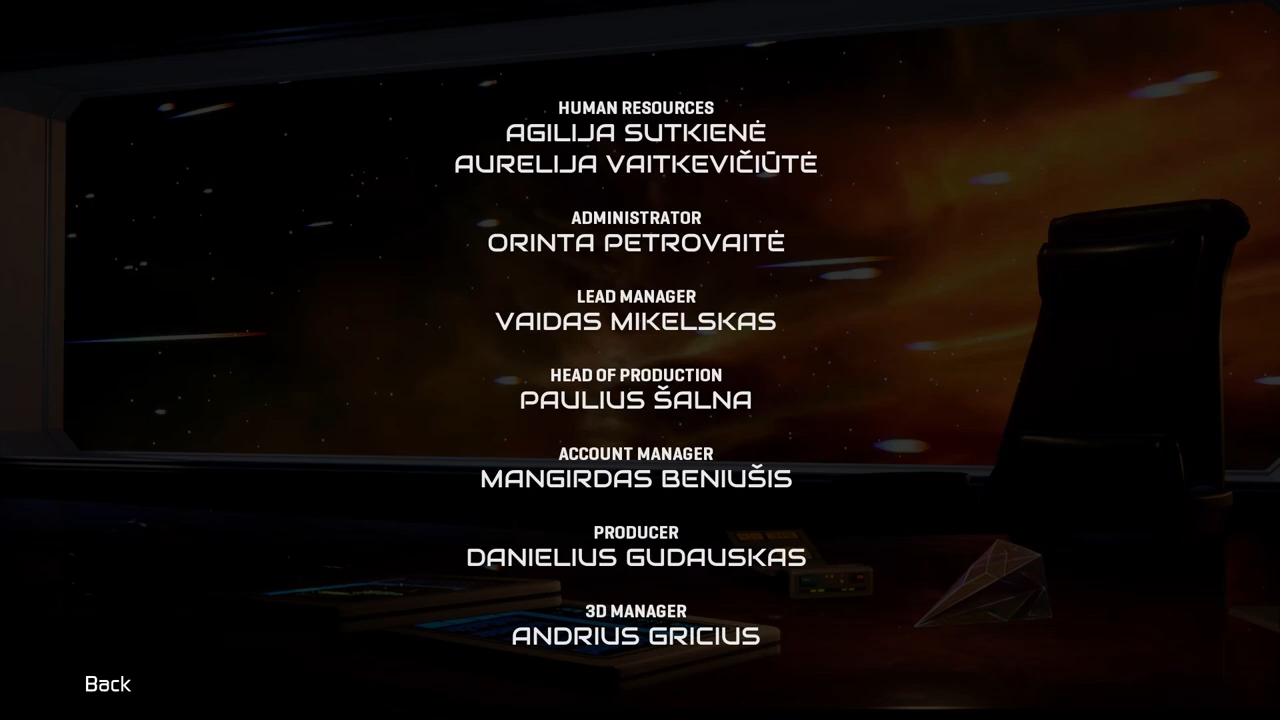 HUMAN RESOURCES
AGILIJA SUTKIENĖ
AURELIJA VAITKEVIČIŪTĖ
ADMINISTRATOR
ORINTA PETROVAITĖ
LEAD MANAGER
VAIDAS MIKELSKAS
HEAD OF PRODUCTION
PAULIUS ŠALNA
ACCOUNT MANAGER
MANGIRDAS BENIUŠIS
PRODUCER
DANIELIUS GUDAUSKAS
3D MANAGER
ANDRIUS GRICIUS
Back